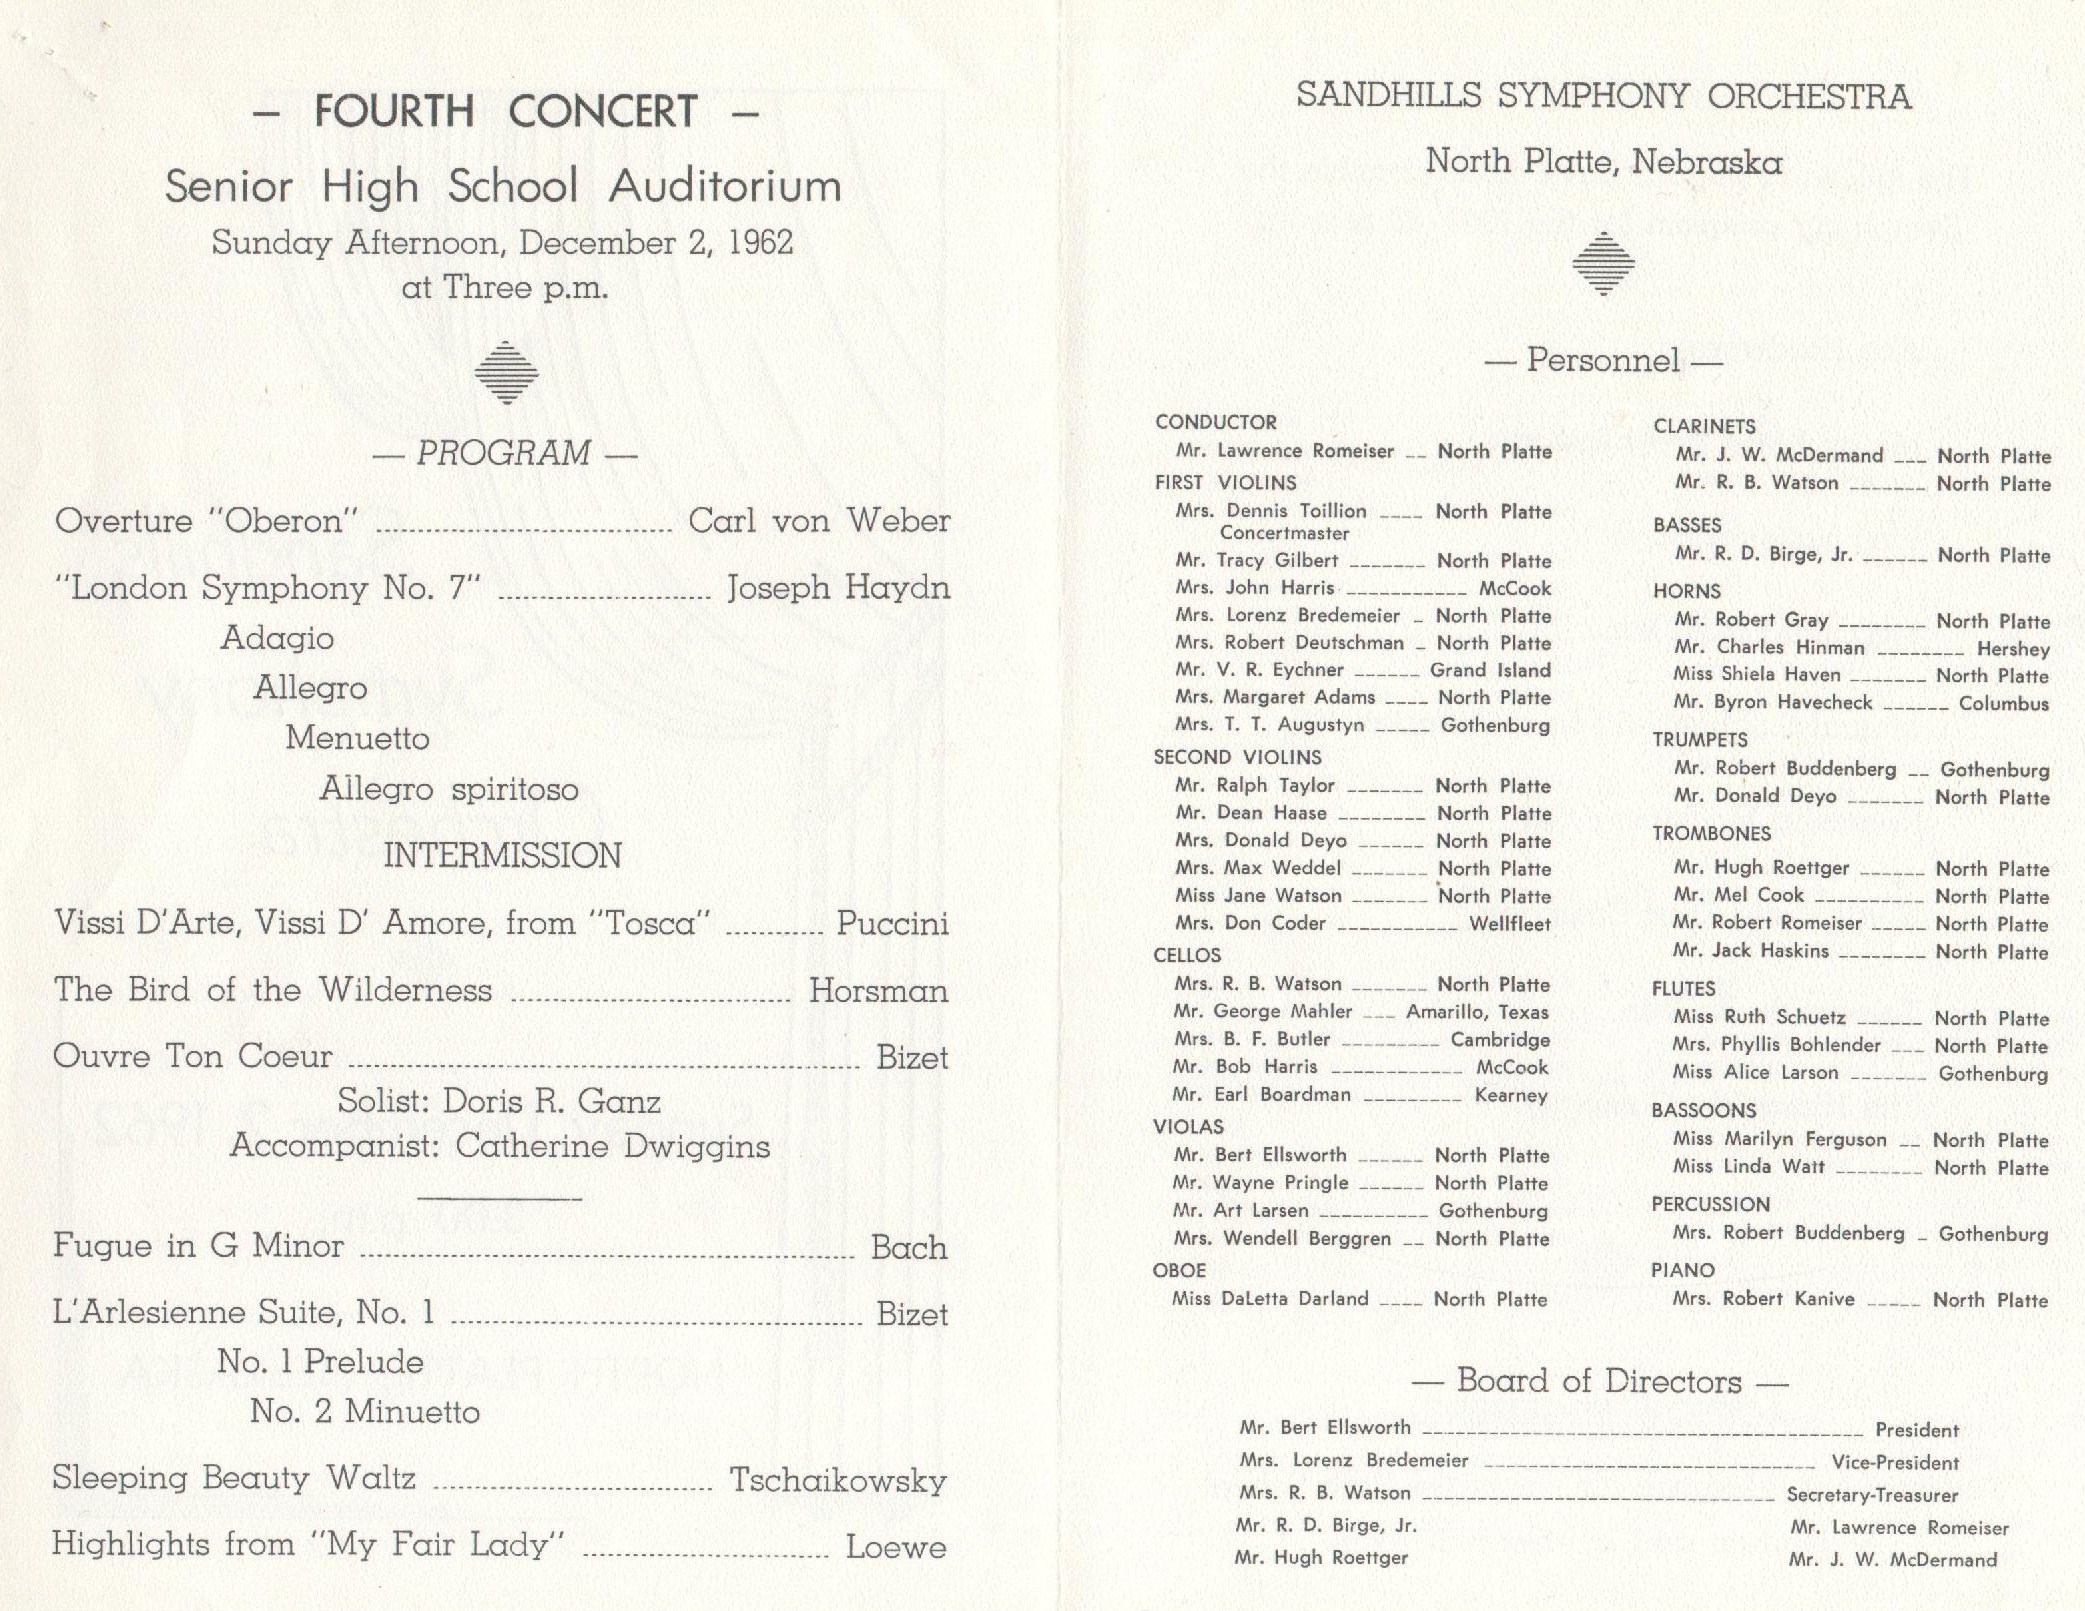 — FOURTH CONCERT —
Senior High School Auditorium
Sunday Afternoon, December 2, 1962
at Three p.m.
— PROGRAM —
Overture "Oberon" ........ Carl von Weber
"London Symphony No. 7" ........ Joseph Haydn
Adagio
Allegro
Menuetto
Allegro spiritoso
INTERMISSION
Vissi D'Arte, Vissi D' Amore, from "Tosca" ........ Puccini
The Bird of the Wilderness ........ Horsman
Ouvre Ton Coeur ........ Bizet
Solist: Doris R. Ganz
Accompanist: Catherine Dwiggins
Fugue in G Minor ........ Bach
L'Arlesienne Suite, No. 1 ........ Bizet
No. 1 Prelude
No. 2 Minuetto
Sleeping Beauty Waltz ........ Tschaikowsky
Highlights from "My Fair Lady" ........ Loewe
SANDHILLS SYMPHONY ORCHESTRA
North Platte, Nebraska
— Personnel —
CONDUCTOR
Mr. Lawrence Romeiser __ North Platte
FIRST VIOLINS
Mrs. Dennis Toillion ____ North Platte
Concertmaster
Mr. Tracy Gilbert _______ North Platte
Mrs. John Harris ___________ McCook
Mrs. Lorenz Bredemeier _ North Platte
Mrs. Robert Deutschman _ North Platte
Mr. V. R. Eychner ______ Grand Island
Mrs. Margaret Adams ____ North Platte
Mrs. T. T. Augustyn _____ Gothenburg
SECOND VIOLINS
Mr. Ralph Taylor _______ North Platte
Mr. Dean Haase ________ North Platte
Mrs. Donald Deyo ______ North Platte
Mrs. Max Weddel _______ North Platte
Miss Jane Watson _______ North Platte
Mrs. Don Coder ___________ Wellfleet
CELLOS
Mrs. R. B. Watson _______ North Platte
Mr. George Mahler ___ Amarillo, Texas
Mrs. B. F. Butler _________ Cambridge
Mr. Bob Harris ____________ McCook
Mr. Earl Boardman _________ Kearney
VIOLAS
Mr. Bert Ellsworth ______ North Platte
Mr. Wayne Pringle ______ North Platte
Mr. Art Larsen __________ Gothenburg
Mrs. Wendell Berggren __ North Platte
OBOE
Miss DaLetta Darland ____ North Platte
CLARINETS
Mr. J. W. McDermand ___ North Platte
Mr. R. B. Watson _______ North Platte
BASSES
Mr. R. D. Birge, Jr. ______ North Platte
HORNS
Mr. Robert Gray ________ North Platte
Mr. Charles Hinman ________ Hershey
Miss Shiela Haven _______ North Platte
Mr. Byron Havecheck ______ Columbus
TRUMPETS
Mr. Robert Buddenberg __ Gothenburg
Mr. Donald Deyo _______ North Platte
TROMBONES
Mr. Hugh Roettger ______ North Platte
Mr. Mel Cook __________ North Platte
Mr. Robert Romeiser _____ North Platte
Mr. Jack Haskins ________ North Platte
FLUTES
Miss Ruth Schuetz ______ North Platte
Mrs. Phyllis Bohlender ___ North Platte
Miss Alice Larson _______ Gothenburg
BASSOONS
Miss Marilyn Ferguson __ North Platte
Miss Linda Watt ________ North Platte
PERCUSSION
Mrs. Robert Buddenberg _ Gothenburg
PIANO
Mrs. Robert Kanive _____ North Platte
— Board of Directors —
Mr. Bert Ellsworth ________ President
Mrs. Lorenz Bredemeier ________ Vice-President
Mrs. R. B. Watson ________ Secretary-Treasurer
Mr. R. D. Birge, Jr. Mr. Lawrence Romeiser
Mr. Hugh Roettger Mr. J. W. McDermand